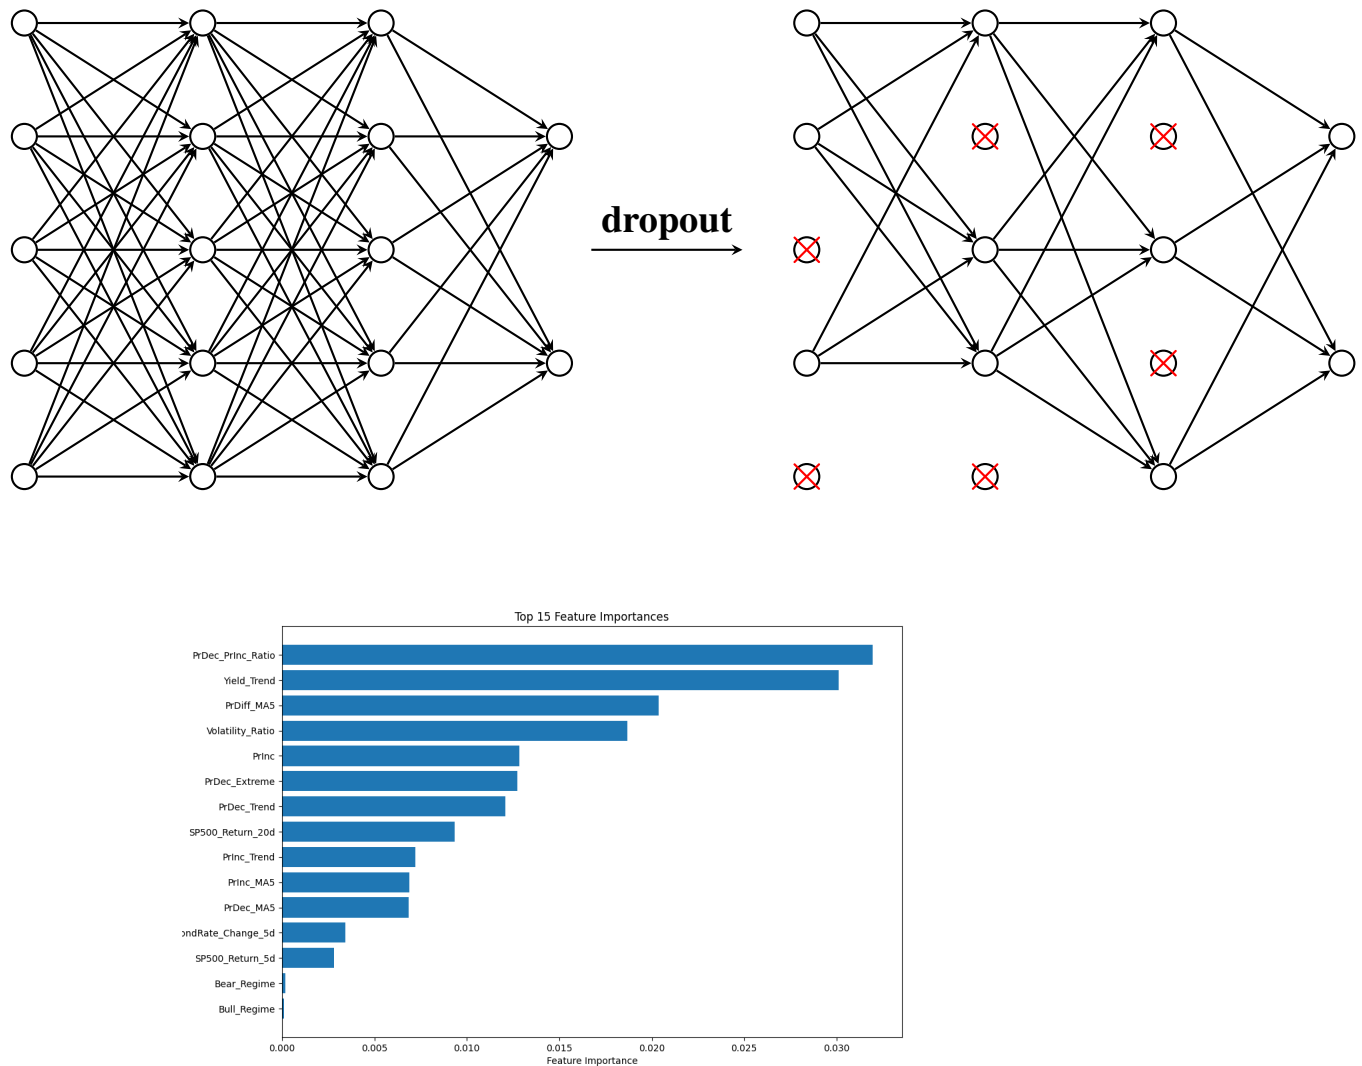 dropout
Top 15 Feature Importances
PrDec_PrInc_Ratio
Yield_Trend
PrDiff_MA5
Volatility_Ratio
PrInc
PrDec_Extreme
PrDec_Trend
SP500_Return_20d
PrInc_Trend
PrInc_MA5
PrDec_MA5
ondRate_Change_5d
SP500_Return_5d
Bear_Regime
Bull_Regime
0.000 0.005 0.010 0.015 0.020 0.025 0.030
Feature Importance